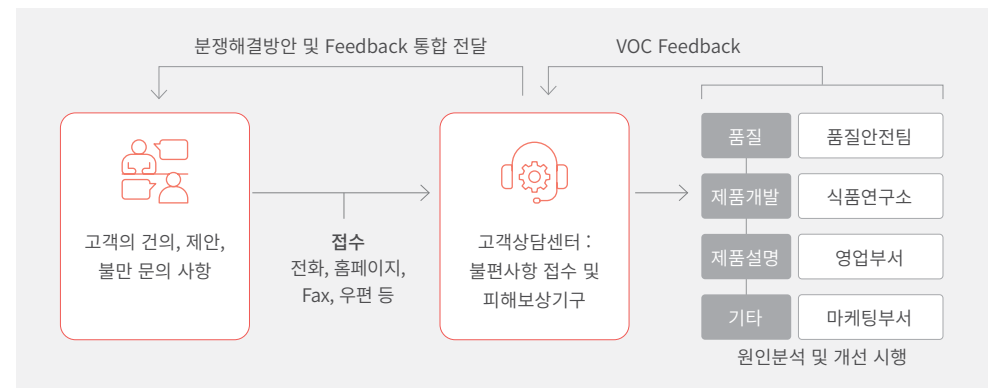 분쟁해결방안 및 Feedback 통합 전달
VOC Feedback
고객의 건의, 제안,
불만 문의 사항
접수
전화, 홈페이지,
Fax, 우편 등
고객상담센터 :
불편사항 접수 및
피해보상기구
품질 품질안전팀
제품개발 식품연구소
제품설명 영업부서
기타 마케팅부서
원인분석 및 개선 시행